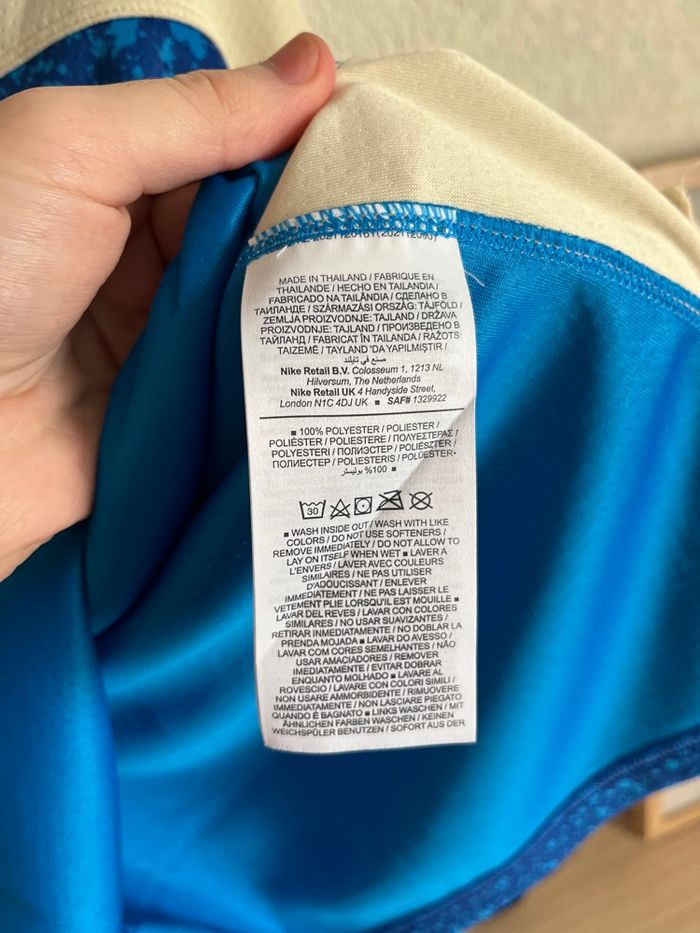 MADE IN THAILAND / FABRIQUE EN
THAILANDE / HECHO EN TAILANDIA /
FABRICADO NA TAILÂNDIA / СДЕЛАНО В
ТАИЛАНДЕ / SZÁRMAZÁSI ORSZÁG: TÁJFÖLD /
ZEMLJA PROIZVODNJE: TAJLAND / DRŽAVA
PROIZVODNJE: TAJLAND / ПРОИЗВЕДЕНО В
ТАЙЛАНД / FABRICAT ÎN TAILANDA / RAŽOTS
TAIZEMĒ / TAYLAND 'DA YAPILMIŞTIR /
صنع في تايلند
Nike Retail B.V. Colosseum 1, 1213 NL
Hilversum, The Netherlands
Nike Retail UK 4 Handyside Street,
London N1C 4DJ UK ■ SAF# 1329922
■ 100% POLYESTER / POLIESTER /
POLIÉSTER / POLIESTERE / ΠΟΛΥΕΣΤΕΡΑΣ /
POLYESTERI / ПОЛИЭСТЕР / POLIÉSZTER /
ПОЛИЕСТЕР / POLIESTERIS / POLÜESTER
■ 100% بوليستر
30
■ WASH INSIDE OUT / WASH WITH LIKE
COLORS / DO NOT USE SOFTENERS /
REMOVE IMMEDIATELY / DO NOT ALLOW TO
LAY ON ITSELF WHEN WET ■ LAVER A
L'ENVERS / LAVER AVEC COULEURS
SIMILAIRES / NE PAS UTILISER
D'ADOUCISSANT / ENLEVER
IMMEDIATEMENT / NE PAS LAISSER LE
VETEMENT PLIE LORSQU'IL EST MOUILLE ■
LAVAR DEL REVES / LAVAR CON COLORES
SIMILARES / NO USAR SUAVIZANTES /
RETIRAR INMEDIATAMENTE / NO DOBLAR LA
PRENDA MOJADA ■ LAVAR DO AVESSO /
LAVAR COM CORES SEMELHANTES / NÃO
USAR AMACIADORES / REMOVER
IMEDIATAMENTE / EVITAR DOBRAR
ENQUANTO MOLHADO ■ LAVARE AL
ROVESCIO / LAVARE CON COLORI SIMILI /
NON USARE AMMORBIDENTE / RIMUOVERE
IMMEDIATAMENTE / NON LASCIARE PIEGATO
QUANDO È BAGNATO ■ LINKS WASCHEN / MIT
ÄHNLICHEN FARBEN WASCHEN / KEINEN
WEICHSPÜLER BENUTZEN / SOFORT AUS DER